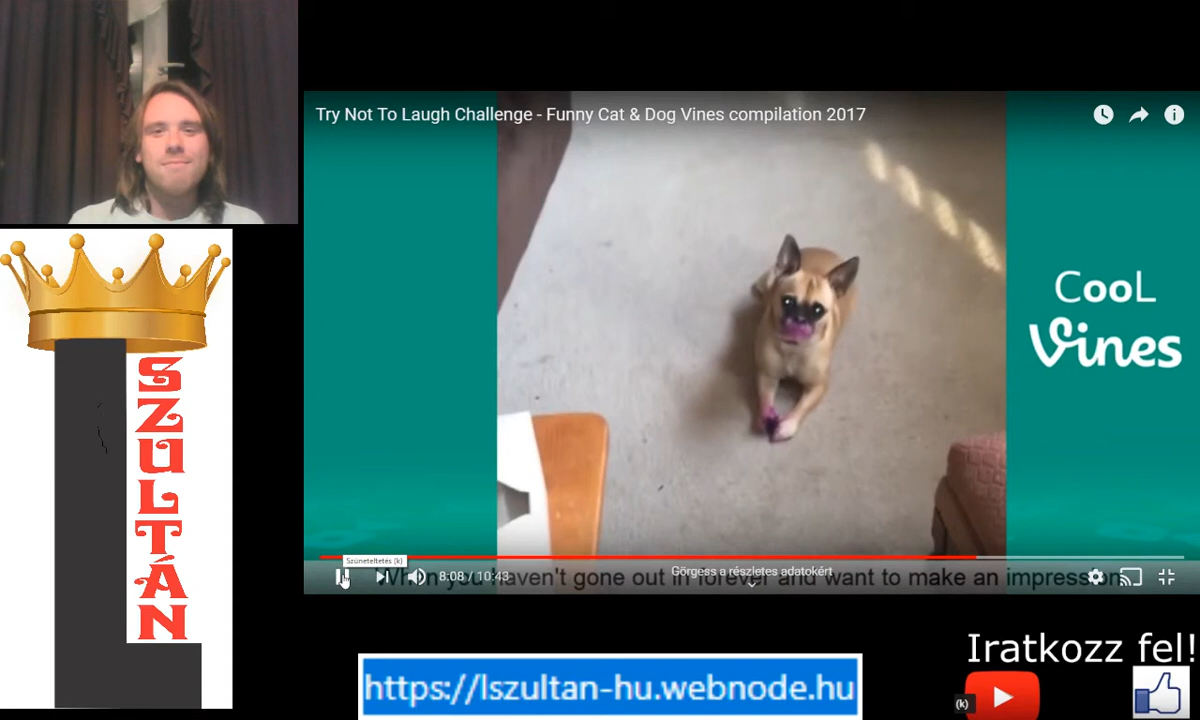 Try Not To Laugh Challenge - Funny Cat & Dog Vines compilation 2017
CooL
Vines
L
SZULTÁN
Szüneteltetés (k)
8:08 / 10:43
Görgess a részletes adatokért
When you haven't gone out in forever and want to make an impression
Iratkozz fel!
https://lszultan-hu.webnode.hu
(k)